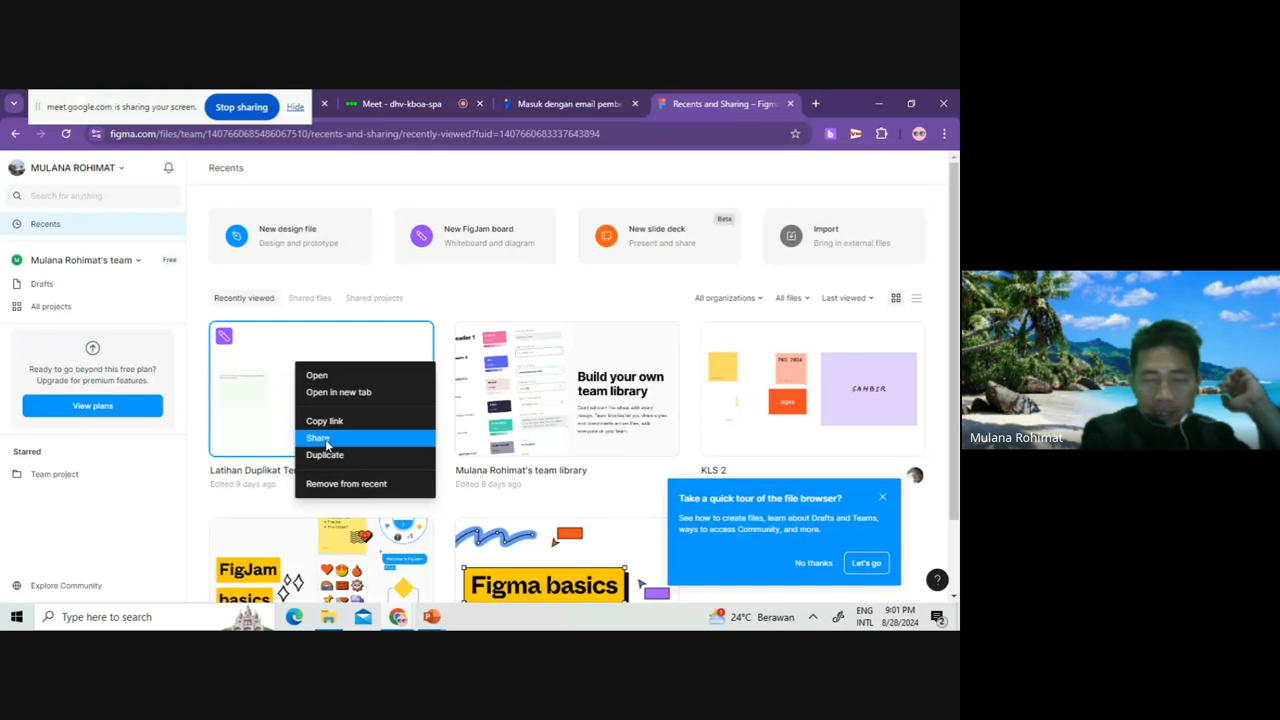 meet.google.com is sharing your screen.
Stop sharing
Hide
Meet - dhv-kboa-spa
Masuk dengan email pembe
Recents and Sharing – Figm
figma.com/files/team/1407660685486067510/recents-and-sharing/recently-viewed?fuid=1407660683337643894
MULANA ROHIMAT
Search for anything
Recents
Mulana Rohimat's team
Free
Drafts
All projects
Ready to go beyond this free plan?
Upgrade for premium features.
View plans
Starred
Team project
Explore Community
Recents
New design file
Design and prototype
New FigJam board
Whiteboard and diagram
New slide deck
Present and share
Beta
Import
Bring in external files
Recently viewed
Shared files
Shared projects
All organizations
All files
Last viewed
Open
Open in new tab
Copy link
Share
Duplicate
Remove from recent
Latihan Duplikat Te
Edited 9 days ago
eader 1
Build your own
team library
Mulana Rohimat's team library
Edited 8 days ago
PKG 2024
SAHBIR
KLS 2
FigJam
basics
Figma basics
Take a quick tour of the file browser?
See how to create files, learn about Drafts and Teams,
ways to access Community, and more.
No thanks
Let's go
?
Type here to search
24°C Berawan
ENG
INTL
9:01 PM
8/28/2024
2
Mulana Rohimat